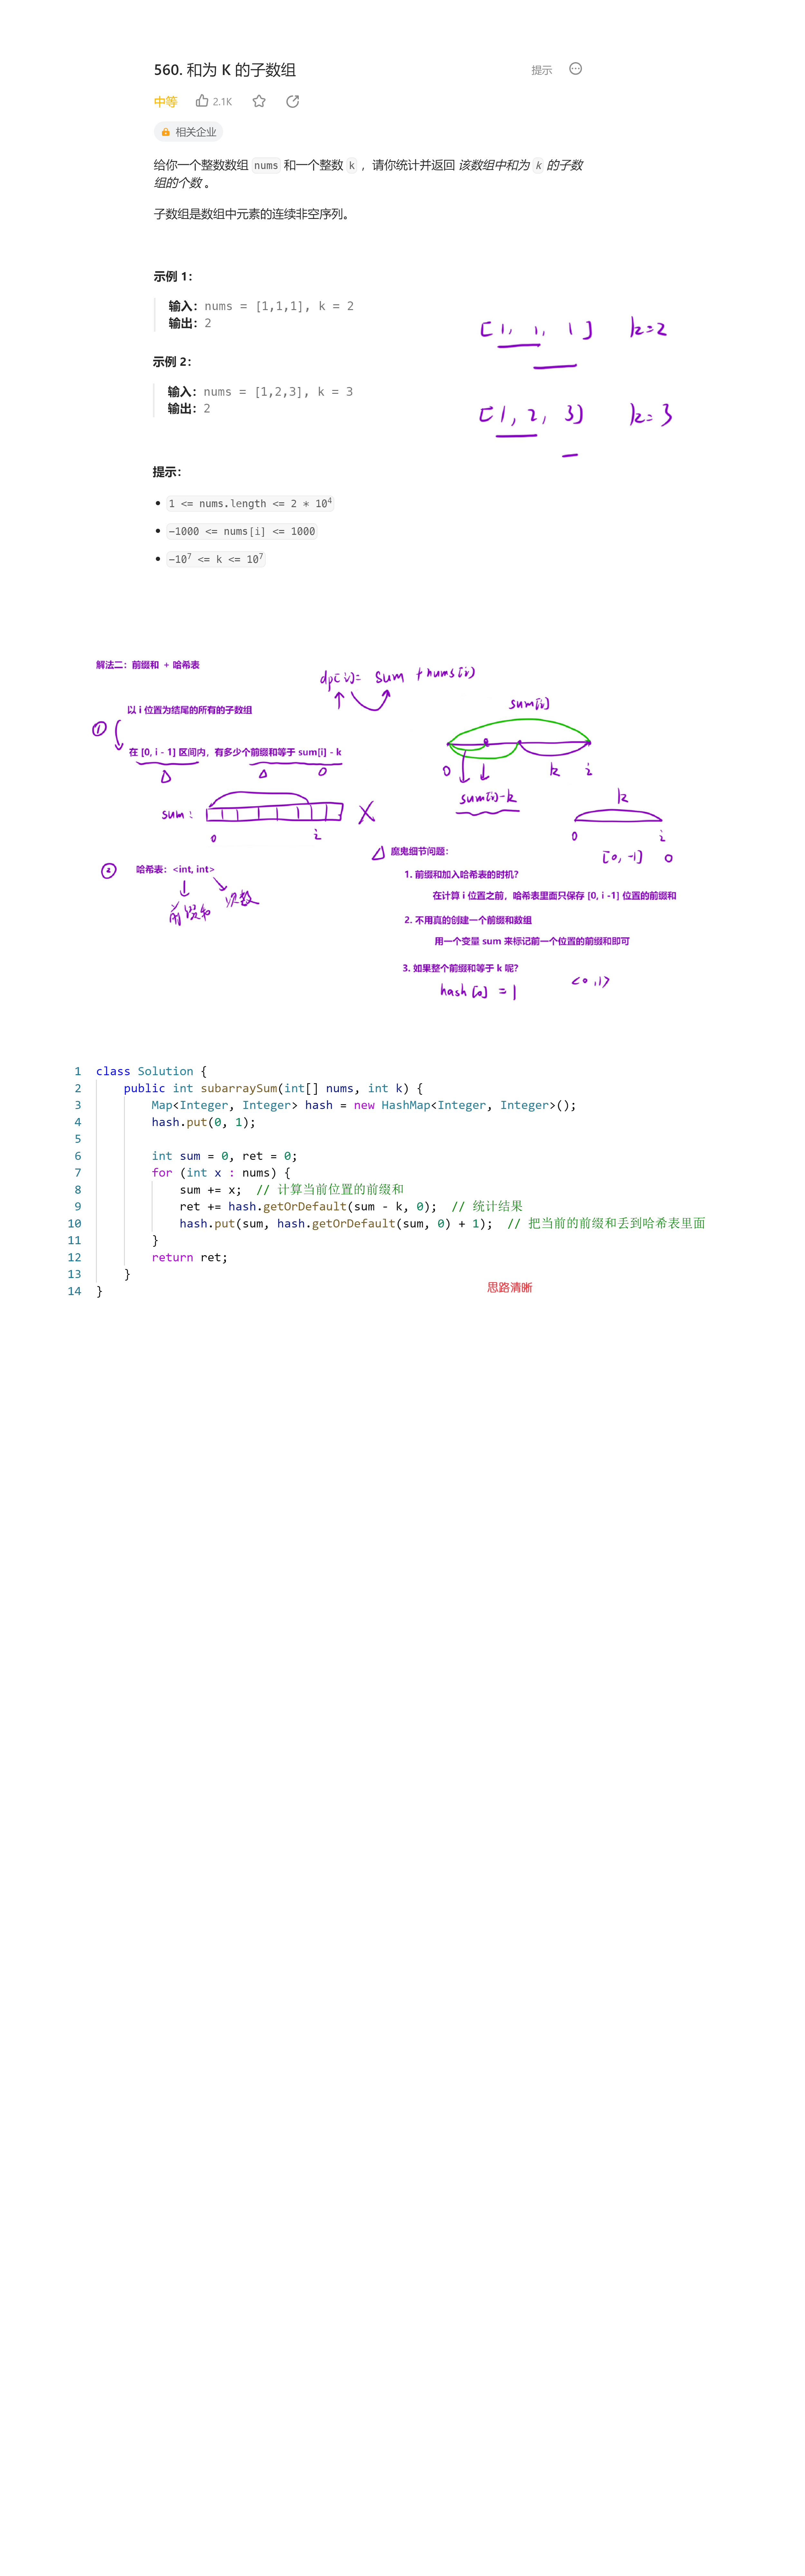 560. 和为 K 的子数组
提示
中等
2.1K
相关企业
给你一个整数数组 nums 和一个整数 k ，请你统计并返回 该数组中和为 k 的子数
组的个数 。
子数组是数组中元素的连续非空序列。
示例 1：
输入：nums = [1,1,1], k = 2
输出：2
[1, 1, 1] k=2
示例 2：
输入：nums = [1,2,3], k = 3
输出：2
[1, 2, 3] k=3
提示：
1 <= nums.length <= 2 * 10⁴
-1000 <= nums[i] <= 1000
-10⁷ <= k <= 10⁷
解法二：前缀和 + 哈希表
dp[i]= sum + nums[i]
sum[i]
以 i 位置为结尾的所有的子数组
①
在 [0, i - 1] 区间内，有多少个前缀和等于 sum[i] - k
0 k i
sum[i]-k
k
sum：
0 i
0 i
[0, -1] 0
② 哈希表：<int, int>
前缀和 次数
魔鬼细节问题：
1. 前缀和加入哈希表的时机？
在计算 i 位置之前，哈希表里面只保存 [0, i -1] 位置的前缀和
2. 不用真的创建一个前缀和数组
用一个变量 sum 来标记前一个位置的前缀和即可
3. 如果整个前缀和等于 k 呢？
hash[0] = 1 <0,1>
1 class Solution {
2 public int subarraySum(int[] nums, int k) {
3 Map<Integer, Integer> hash = new HashMap<Integer, Integer>();
4 hash.put(0, 1);
5
6 int sum = 0, ret = 0;
7 for (int x : nums) {
8 sum += x; // 计算当前位置的前缀和
9 ret += hash.getOrDefault(sum - k, 0); // 统计结果
10 hash.put(sum, hash.getOrDefault(sum, 0) + 1); // 把当前的前缀和丢到哈希表里面
11 }
12 return ret;
13 }
14 }
思路清晰